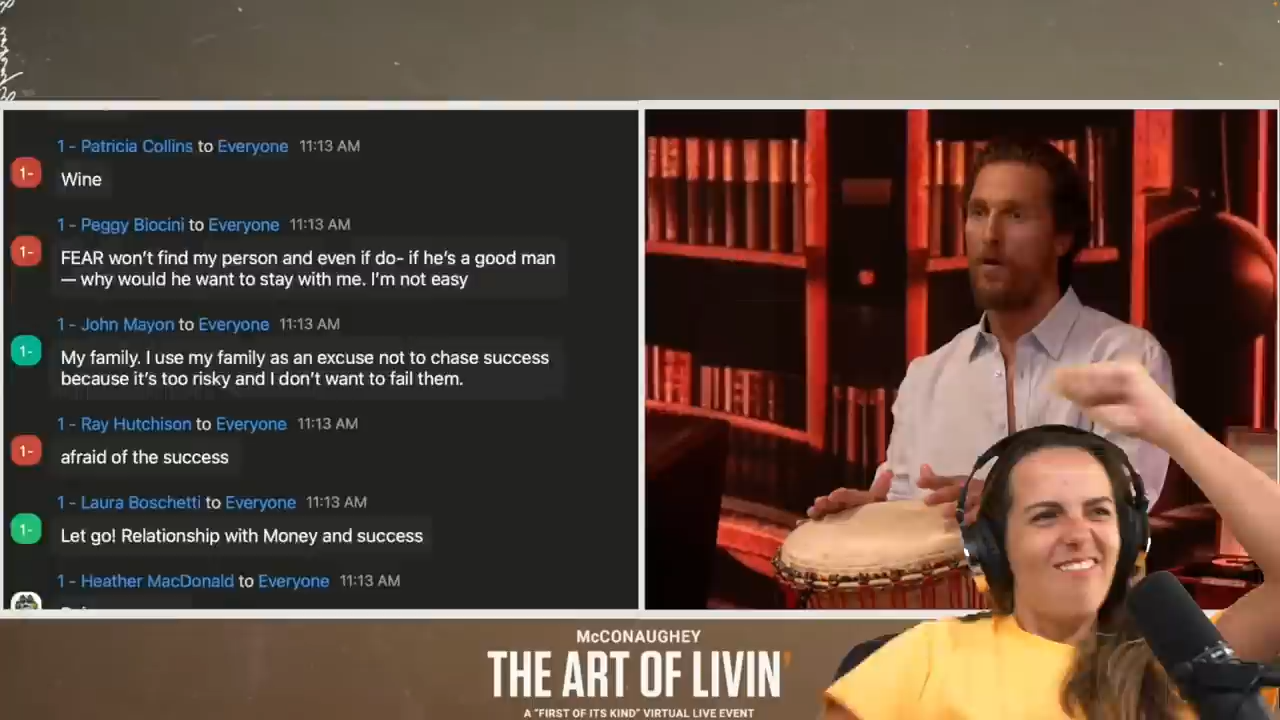 1 - Patricia Collins to Everyone 11:13 AM
1-
Wine
1 - Peggy Biocini to Everyone 11:13 AM
1-
FEAR won't find my person and even if do- if he's a good man
— why would he want to stay with me. I'm not easy
1 - John Mayon to Everyone 11:13 AM
1-
My family. I use my family as an excuse not to chase success
because it's too risky and I don't want to fail them.
1 - Ray Hutchison to Everyone 11:13 AM
1-
afraid of the success
1 - Laura Boschetti to Everyone 11:13 AM
1-
Let go! Relationship with Money and success
1 - Heather MacDonald to Everyone 11:13 AM
McCONAUGHEY
THE ART OF LIVIN'
A "FIRST OF ITS KIND" VIRTUAL LIVE EVENT